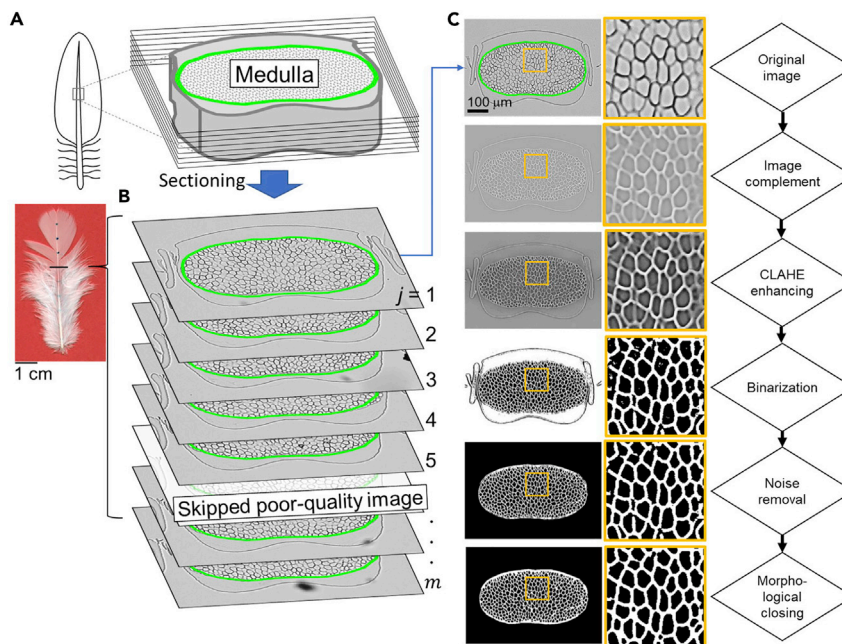 A
Medulla
Sectioning
B
j = 1
2
3
4
5
Skipped poor-quality image
m
1 cm
C
100 μm
Original
image
Image
complement
CLAHE
enhancing
Binarization
Noise
removal
Morpho-
logical
closing